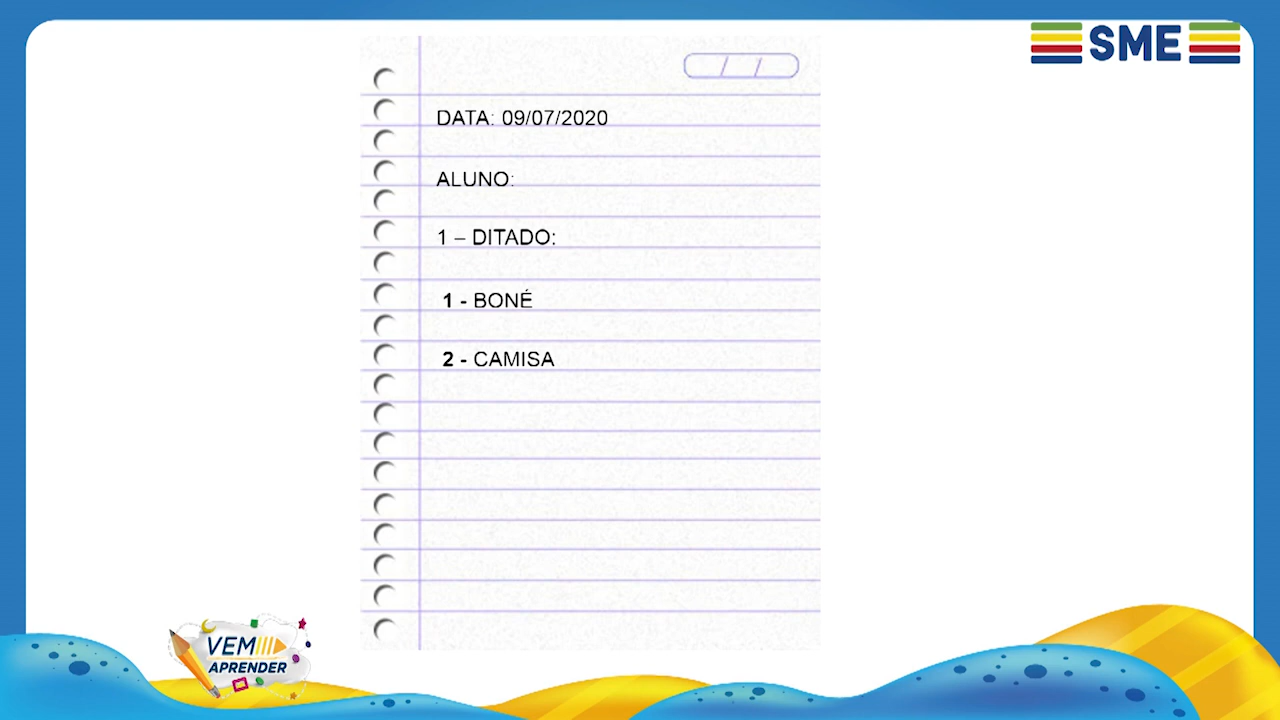 SME
DATA: 09/07/2020
ALUNO:
1 – DITADO:
1 - BONÉ
2 - CAMISA
VEM
APRENDER